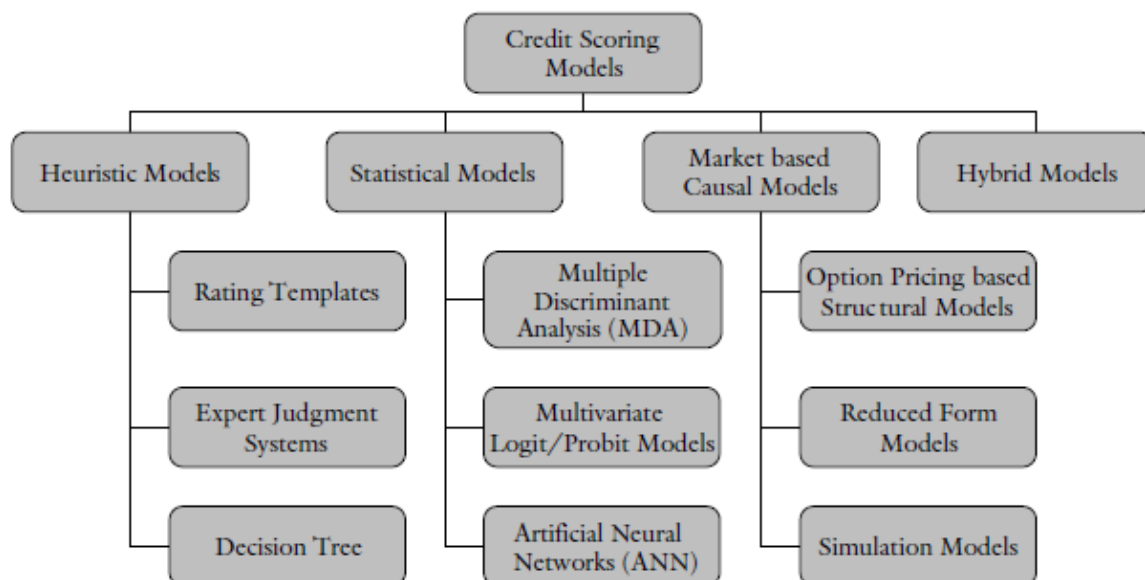 Credit Scoring
Models
Heuristic Models
Statistical Models
Market based
Causal Models
Hybrid Models
Rating Templates
Multiple
Discriminant
Analysis (MDA)
Option Pricing based
Structural Models
Expert Judgment
Systems
Multivariate
Logit/Probit Models
Reduced Form
Models
Decision Tree
Artificial Neural
Networks (ANN)
Simulation Models